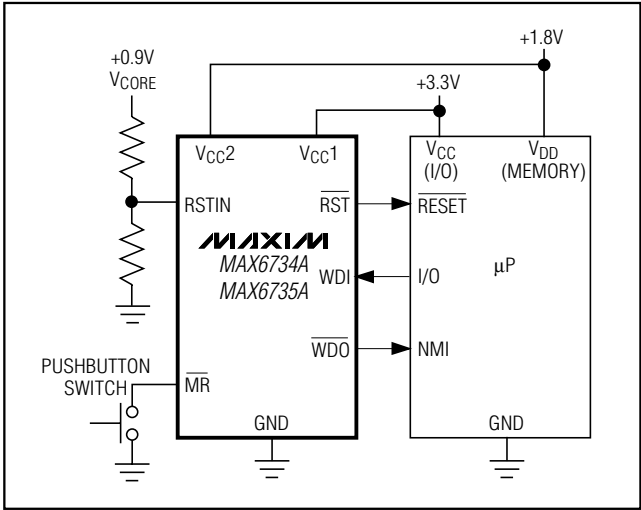 +1.8V
+0.9V
VCORE
+3.3V
VCC2
VCC1
VCC
(I/O)
VDD
(MEMORY)
RSTIN
RST
RESET
MAXIM
MAX6734A
MAX6735A
WDI
I/O
µP
WDO
NMI
PUSHBUTTON
SWITCH
MR
GND
GND